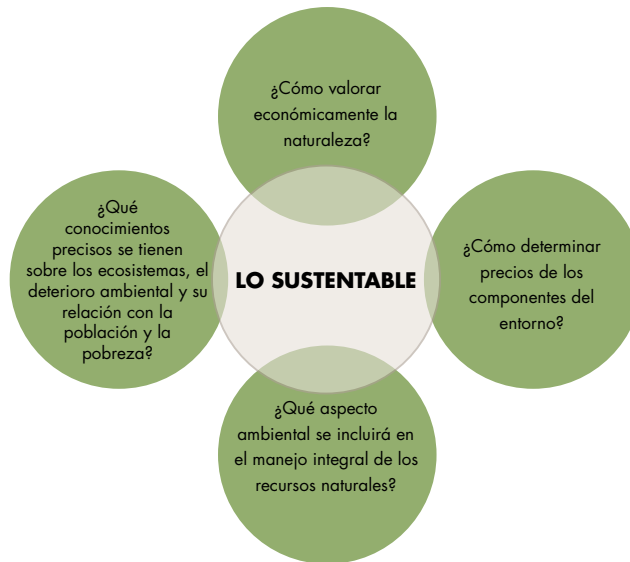 ¿Cómo valorar
económicamente la
naturaleza?
¿Qué
conocimientos
precisos se tienen
sobre los ecosistemas, el
deterioro ambiental y su
relación con la
población y la
pobreza?
LO SUSTENTABLE
¿Cómo determinar
precios de los
componentes del
entorno?
¿Qué aspecto
ambiental se incluirá en
el manejo integral de los
recursos naturales?